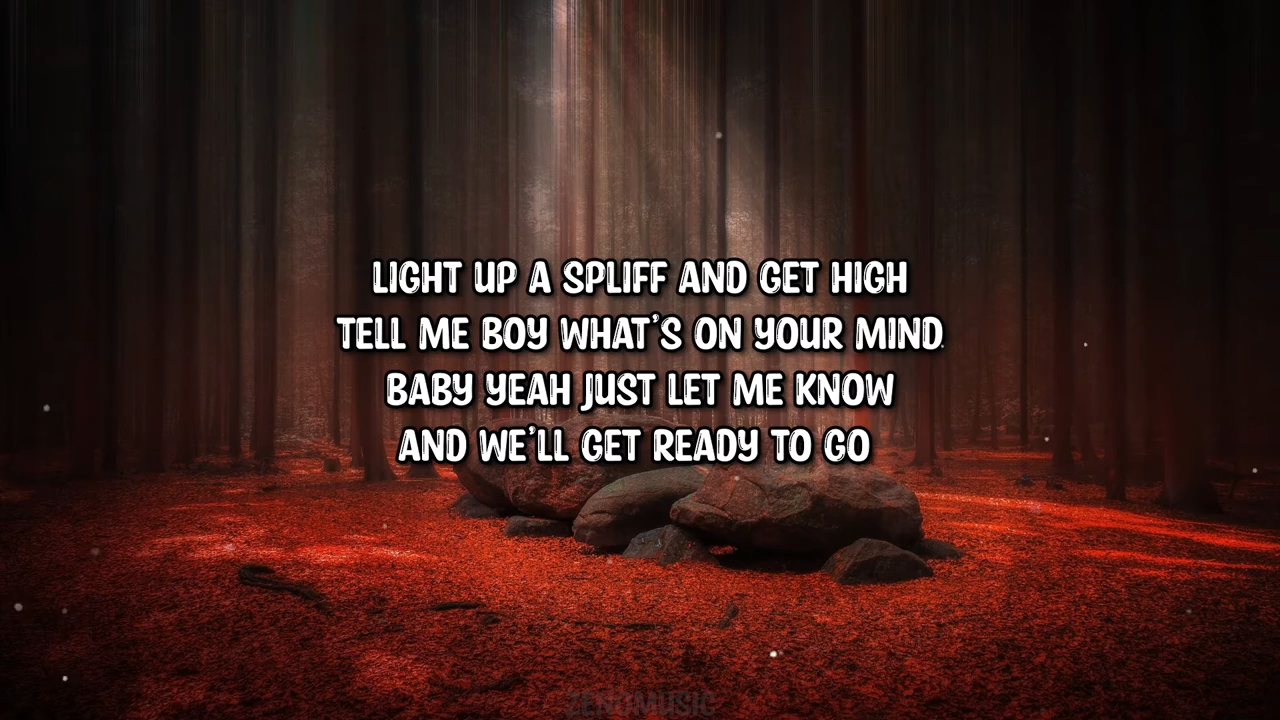 LIGHT UP A SPLIFF AND GET HIGH
TELL ME BOY WHAT'S ON YOUR MIND
BABY YEAH JUST LET ME KNOW
AND WE'LL GET READY TO GO
ZENOMUSIC